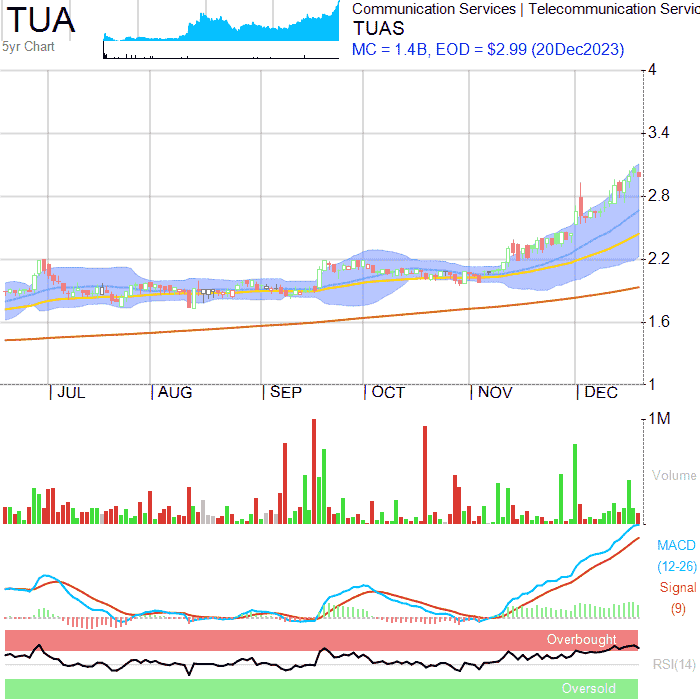 TUA
5yr Chart
Communication Services | Telecommunication Servic
TUAS
MC = 1.4B, EOD = $2.99 (20Dec2023)
4
3.4
2.8
2.2
1.6
1
| JUL | AUG | SEP | OCT | NOV | DEC
1M
Volume
MACD
(12-26)
Signal
(9)
Overbought
RSI(14)
Oversold